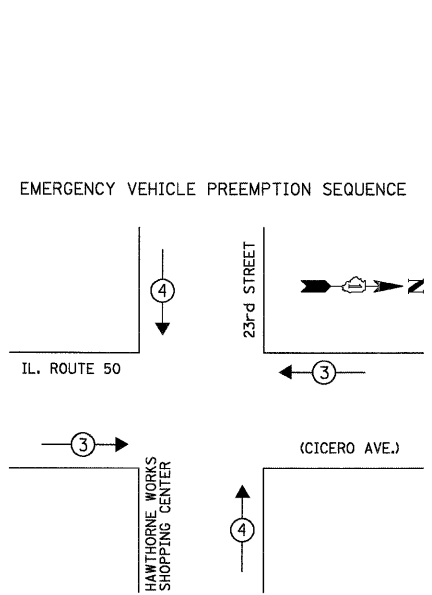 EMERGENCY VEHICLE PREEMPTION SEQUENCE
4
23rd STREET
N
IL. ROUTE 50
3
3
(CICERO AVE.)
HAWTHORNE WORKS
SHOPPING CENTER
4